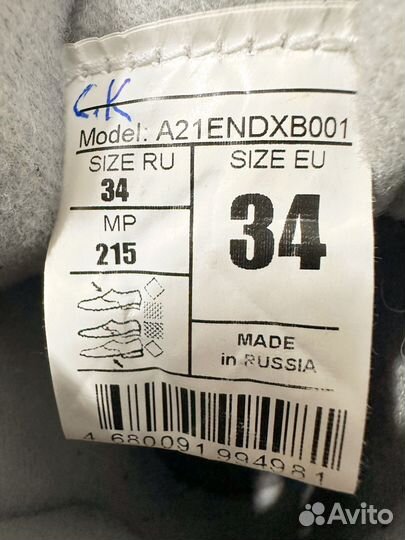 С.К
Model: A21ENDXB001
SIZE RU
34
MP
215
SIZE EU
34
MADE
in RUSSIA
4 680091 994981
Avito